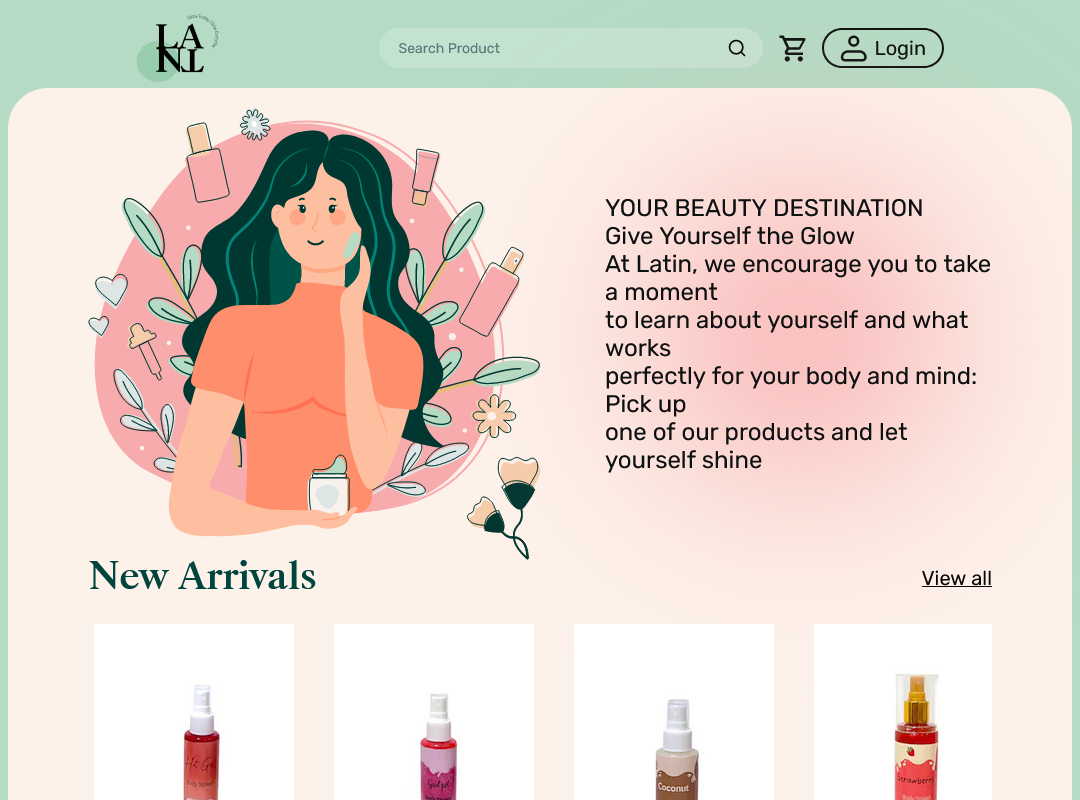 LA
Search Product
Login
YOUR BEAUTY DESTINATION
Give Yourself the Glow
At Latin, we encourage you to take
a moment
to learn about yourself and what
works
perfectly for your body and mind:
Pick up
one of our products and let
yourself shine
New Arrivals
View all
Coconut
Strawberry
Body Splash